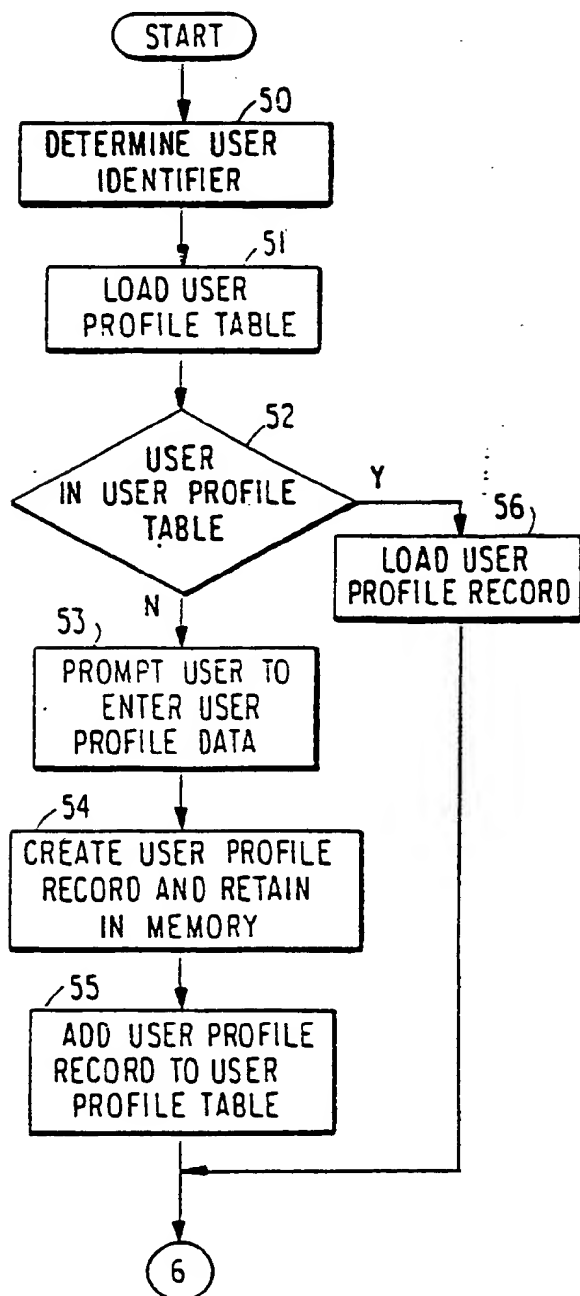 START
50
DETERMINE USER
IDENTIFIER
51
LOAD USER
PROFILE TABLE
52
USER
IN USER PROFILE
TABLE
Y
56
LOAD USER
PROFILE RECORD
N
53
PROMPT USER TO
ENTER USER
PROFILE DATA
54
CREATE USER PROFILE
RECORD AND RETAIN
IN MEMORY
55
ADD USER PROFILE
RECORD TO USER
PROFILE TABLE
6